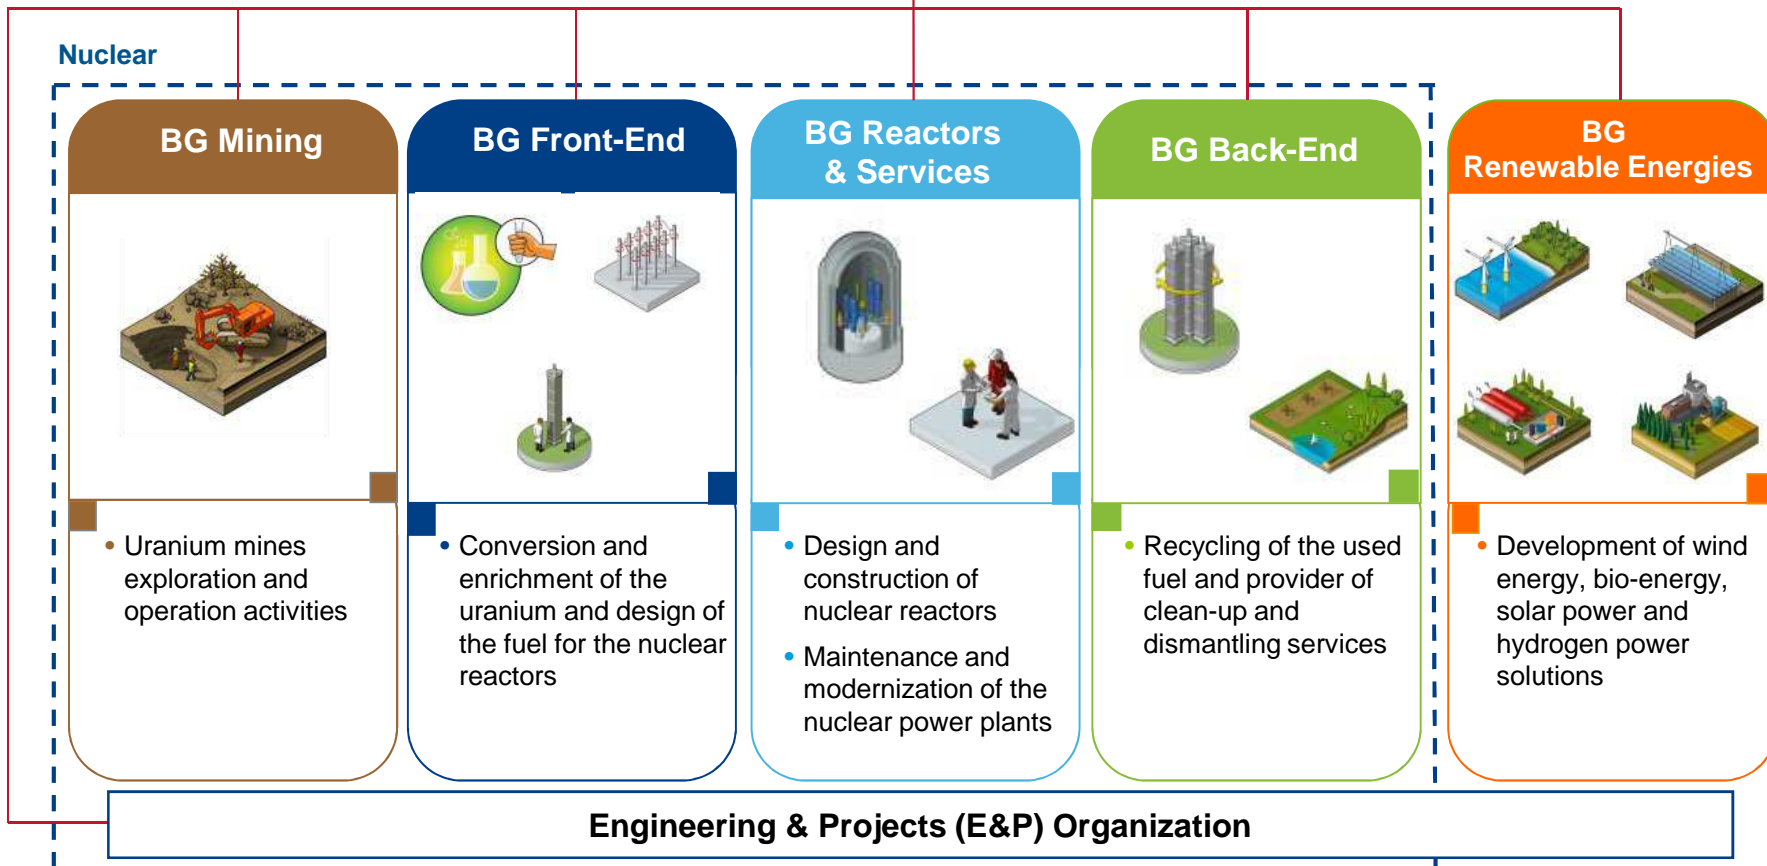 Nuclear
BG Mining
• Uranium mines
exploration and
operation activities
BG Front-End
• Conversion and
enrichment of the
uranium and design of
the fuel for the nuclear
reactors
BG Reactors
& Services
• Design and
construction of
nuclear reactors
• Maintenance and
modernization of the
nuclear power plants
BG Back-End
• Recycling of the used
fuel and provider of
clean-up and
dismantling services
BG
Renewable Energies
• Development of wind
energy, bio-energy,
solar power and
hydrogen power
solutions
Engineering & Projects (E&P) Organization